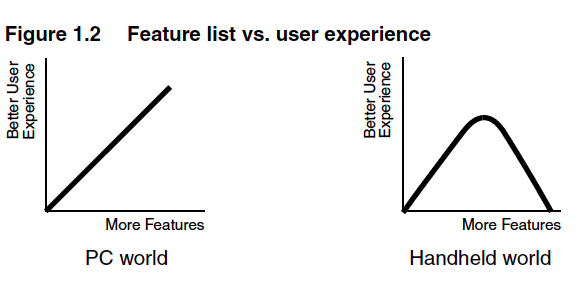 Figure 1.2 Feature list vs. user experience
Better User
Experience
More Features
PC world
Better User
Experience
More Features
Handheld world